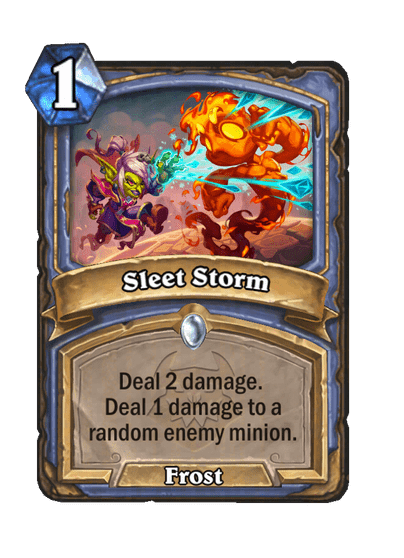 1
Sleet Storm
Deal 2 damage.
Deal 1 damage to a
random enemy minion.
Frost